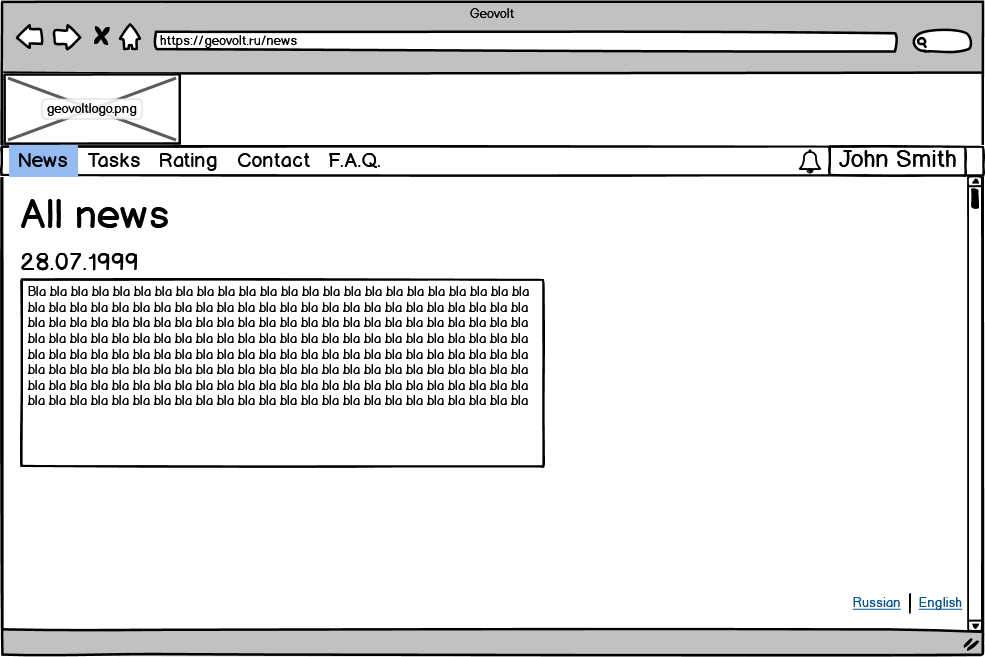 Geovolt
https://geovolt.ru/news
geovoltlogo.png
News Tasks Rating Contact F.A.Q. John Smith
All news
28.07.1999
Bla bla bla bla bla bla bla bla bla bla bla bla bla bla bla bla bla bla bla bla bla bla bla bla
bla bla bla bla bla bla bla bla bla bla bla bla bla bla bla bla bla bla bla bla bla bla bla bla
bla bla bla bla bla bla bla bla bla bla bla bla bla bla bla bla bla bla bla bla bla bla bla bla
bla bla bla bla bla bla bla bla bla bla bla bla bla bla bla bla bla bla bla bla bla bla bla bla
bla bla bla bla bla bla bla bla bla bla bla bla bla bla bla bla bla bla bla bla bla bla bla bla
bla bla bla bla bla bla bla bla bla bla bla bla bla bla bla bla bla bla bla bla bla bla bla bla
bla bla bla bla bla bla bla bla bla bla bla bla bla bla bla bla bla bla bla bla bla bla bla bla
bla bla bla bla bla bla bla bla bla bla bla bla bla bla bla bla bla bla bla bla bla bla bla bla
Russian | English